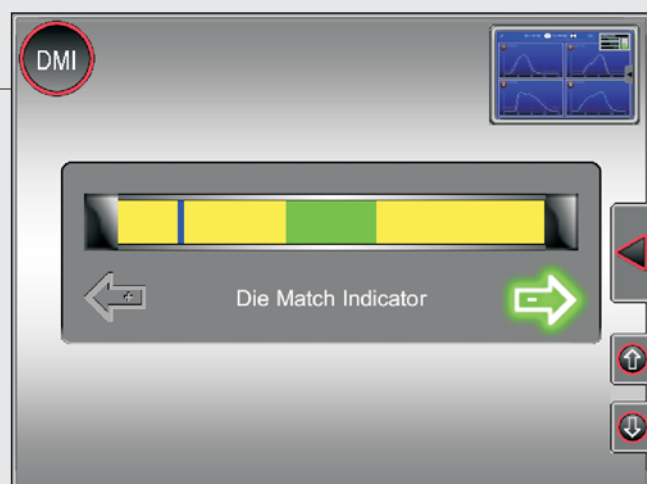 DMI
+
Die Match Indicator
-